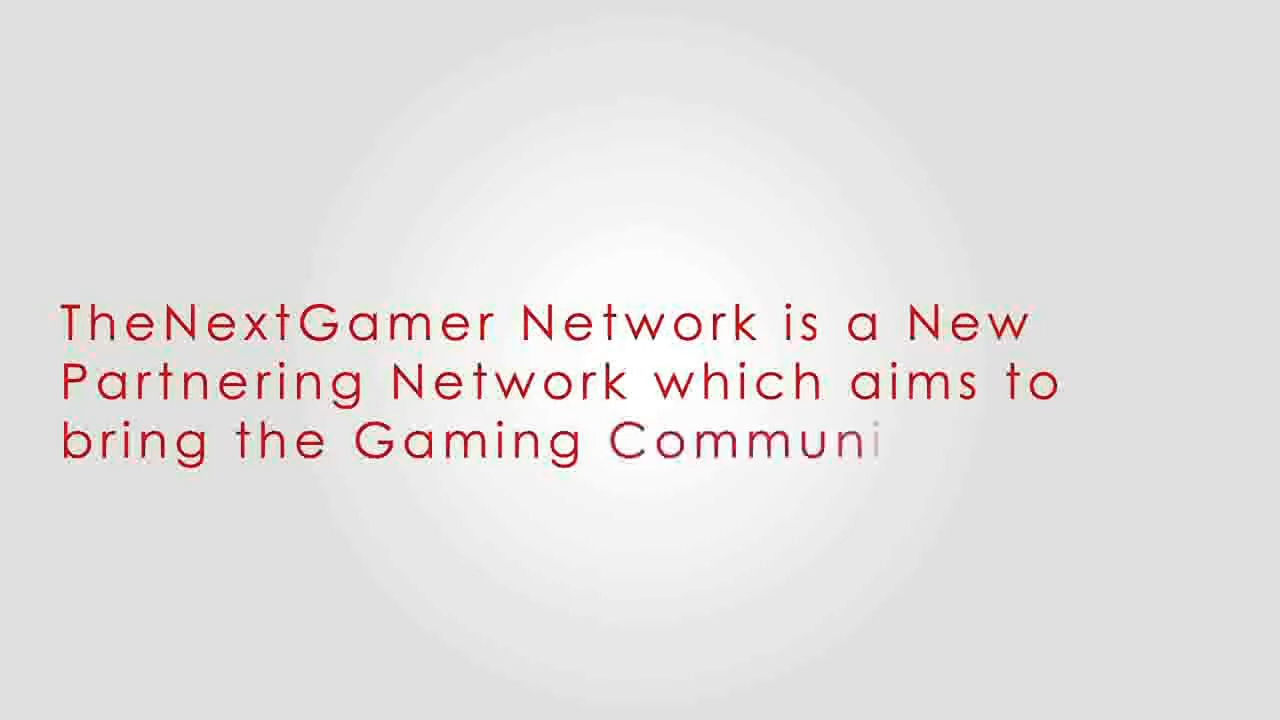 TheNextGamer Network is a New
Partnering Network which aims to
bring the Gaming Communi